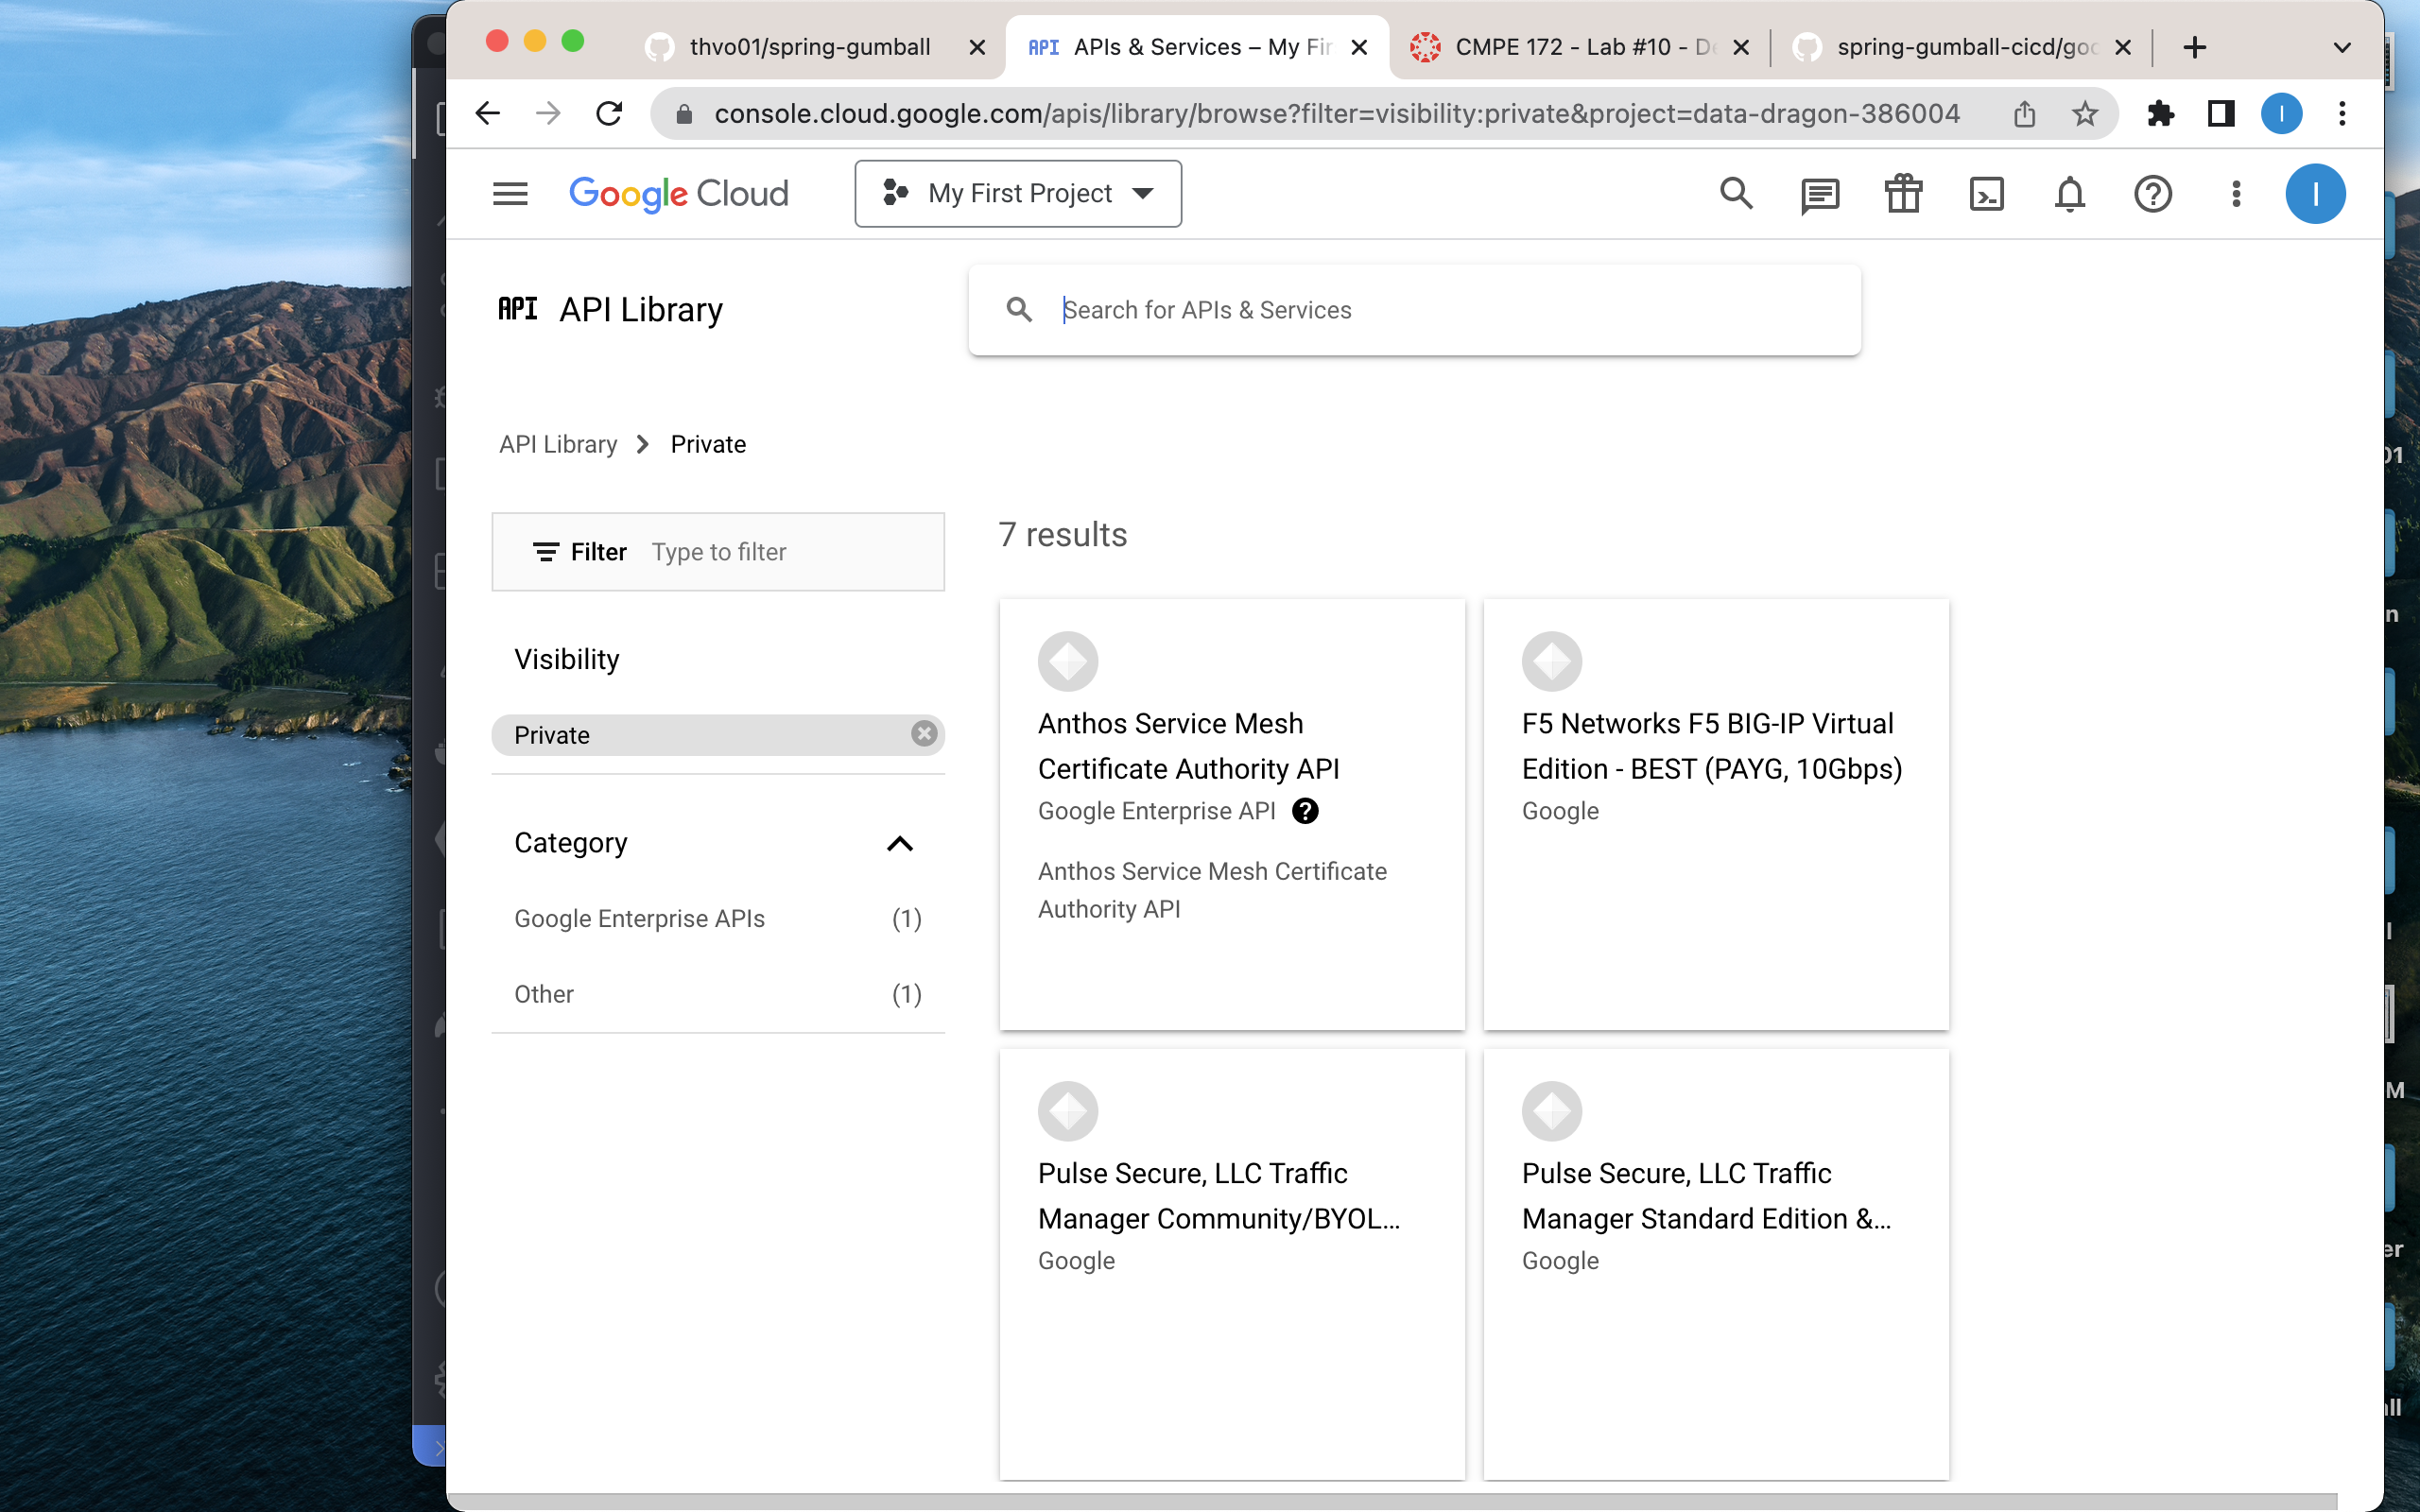 thvo01/spring-gumball
API APIs & Services – My Fir
CMPE 172 - Lab #10 - De
spring-gumball-cicd/goo
console.cloud.google.com/apis/library/browse?filter=visibility:private&project=data-dragon-386004
I
Google Cloud
My First Project
I
API API Library
Search for APIs & Services
API Library > Private
Filter Type to filter
7 results
Visibility
Private
Category
Google Enterprise APIs (1)
Other (1)
Anthos Service Mesh
Certificate Authority API
Google Enterprise API
Anthos Service Mesh Certificate
Authority API
F5 Networks F5 BIG-IP Virtual
Edition - BEST (PAYG, 10Gbps)
Google
Pulse Secure, LLC Traffic
Manager Community/BYOL...
Google
Pulse Secure, LLC Traffic
Manager Standard Edition &...
Google